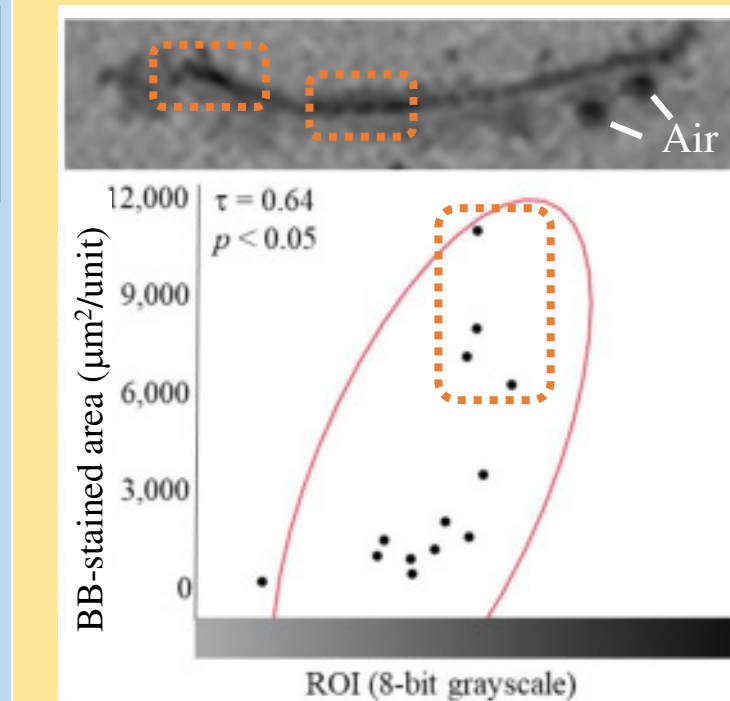 Air
12,000
τ = 0.64
p < 0.05
9,000
6,000
3,000
0
BB-stained area (μm²/unit)
ROI (8-bit grayscale)